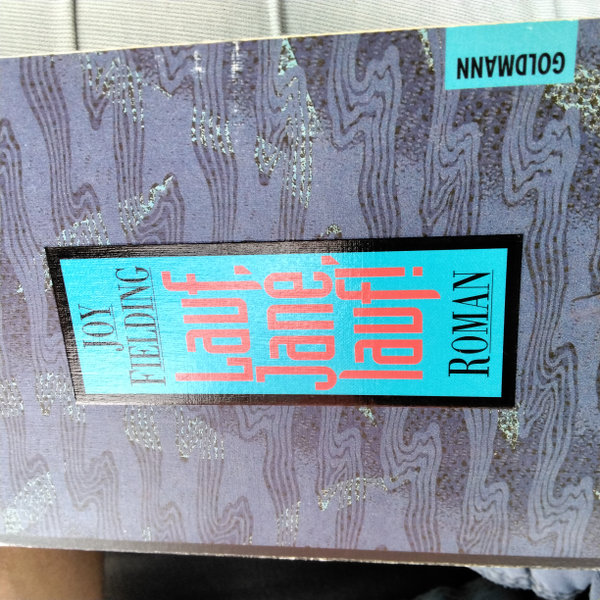 JOY
FIELDING
Lauf,
Jane,
lauf!
ROMAN
GOLDMANN